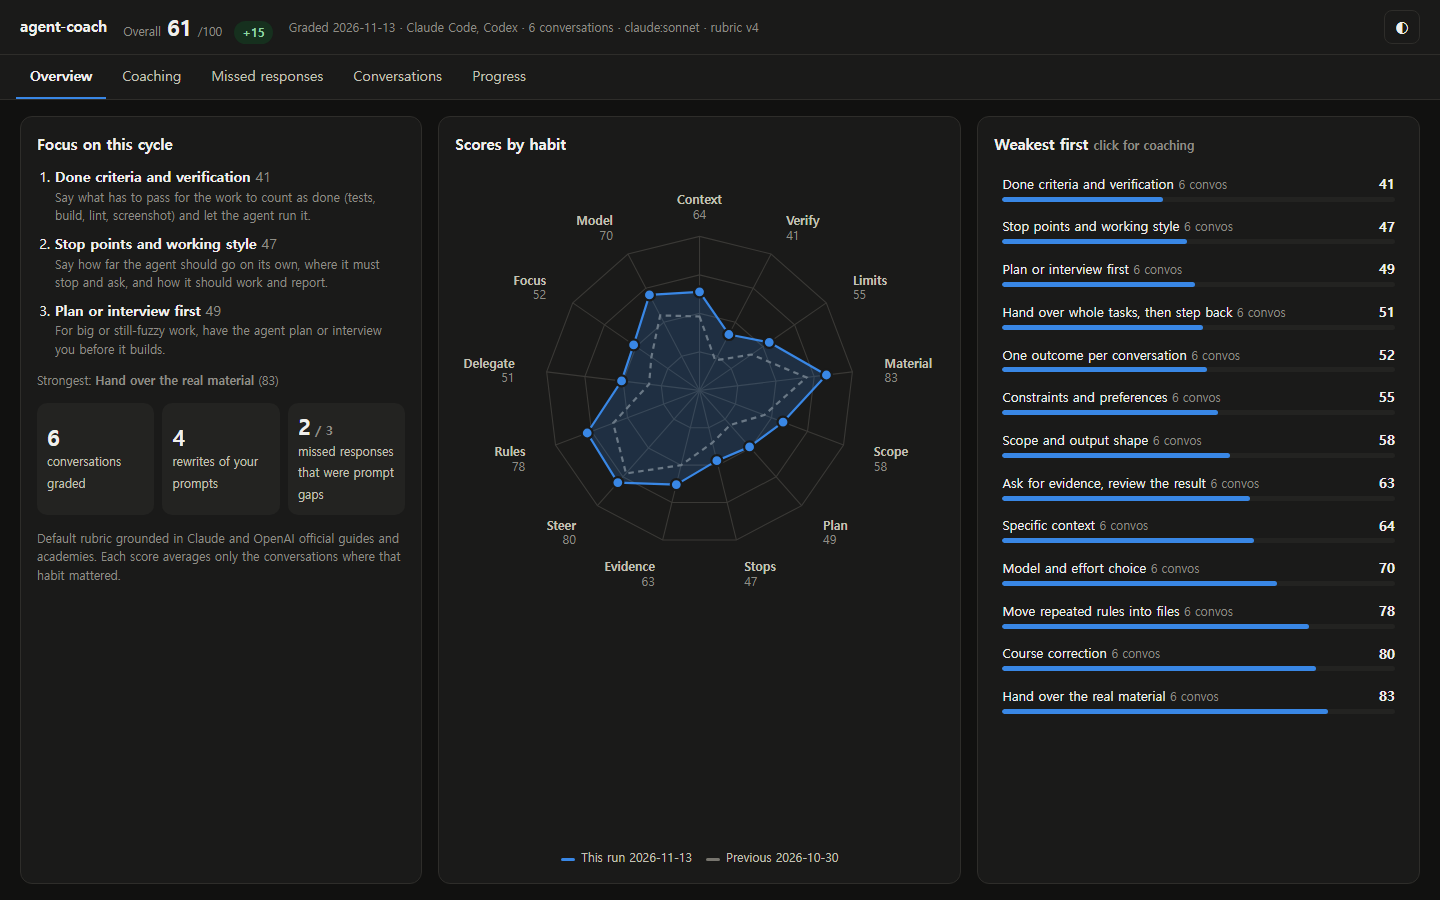 agent-coach
Overall 61 /100 +15
Graded 2026-11-13 · Claude Code, Codex · 6 conversations · claude:sonnet · rubric v4
Overview
Coaching
Missed responses
Conversations
Progress
Focus on this cycle
1. Done criteria and verification 41
Say what has to pass for the work to count as done (tests,
build, lint, screenshot) and let the agent run it.
2. Stop points and working style 47
Say how far the agent should go on its own, where it must
stop and ask, and how it should work and report.
3. Plan or interview first 49
For big or still-fuzzy work, have the agent plan or interview
you before it builds.
Strongest: Hand over the real material (83)
6
conversations
graded
4
rewrites of your
prompts
2 / 3
missed responses
that were prompt
gaps
Default rubric grounded in Claude and OpenAI official guides and
academies. Each score averages only the conversations where that
habit mattered.
Scores by habit
Context
64
Verify
41
Limits
55
Material
83
Scope
58
Plan
49
Stops
47
Evidence
63
Steer
80
Rules
78
Delegate
51
Focus
52
Model
70
This run 2026-11-13
Previous 2026-10-30
Weakest first click for coaching
Done criteria and verification 6 convos 41
Stop points and working style 6 convos 47
Plan or interview first 6 convos 49
Hand over whole tasks, then step back 6 convos 51
One outcome per conversation 6 convos 52
Constraints and preferences 6 convos 55
Scope and output shape 6 convos 58
Ask for evidence, review the result 6 convos 63
Specific context 6 convos 64
Model and effort choice 6 convos 70
Move repeated rules into files 6 convos 78
Course correction 6 convos 80
Hand over the real material 6 convos 83